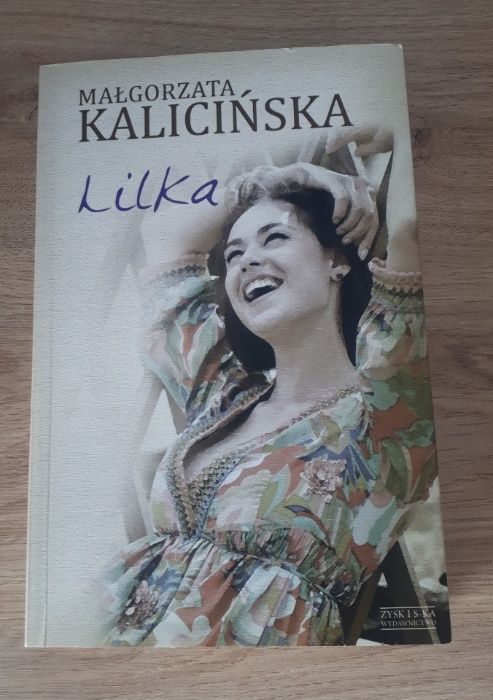 MAŁGORZATA
KALICIŃSKA
Lilka
ZYSK I S-KA
WYDAWNICTWO